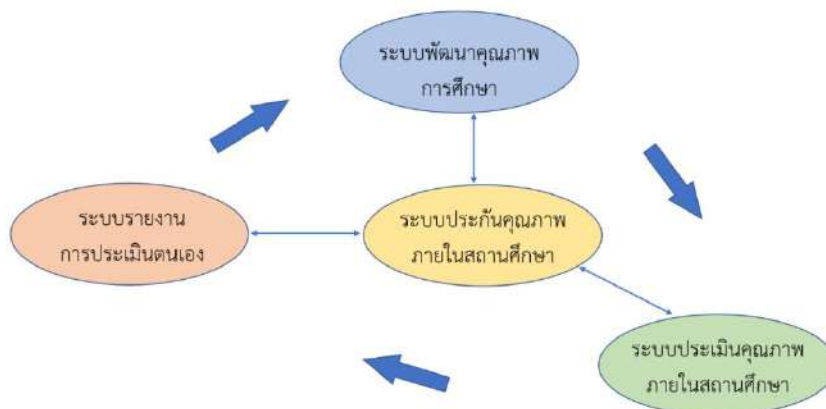 ระบบพัฒนาคุณภาพ
การศึกษา
ระบบรายงาน
การประเมินตนเอง
ระบบประกันคุณภาพ
ภายในสถานศึกษา
ระบบประเมินคุณภาพ
ภายในสถานศึกษา